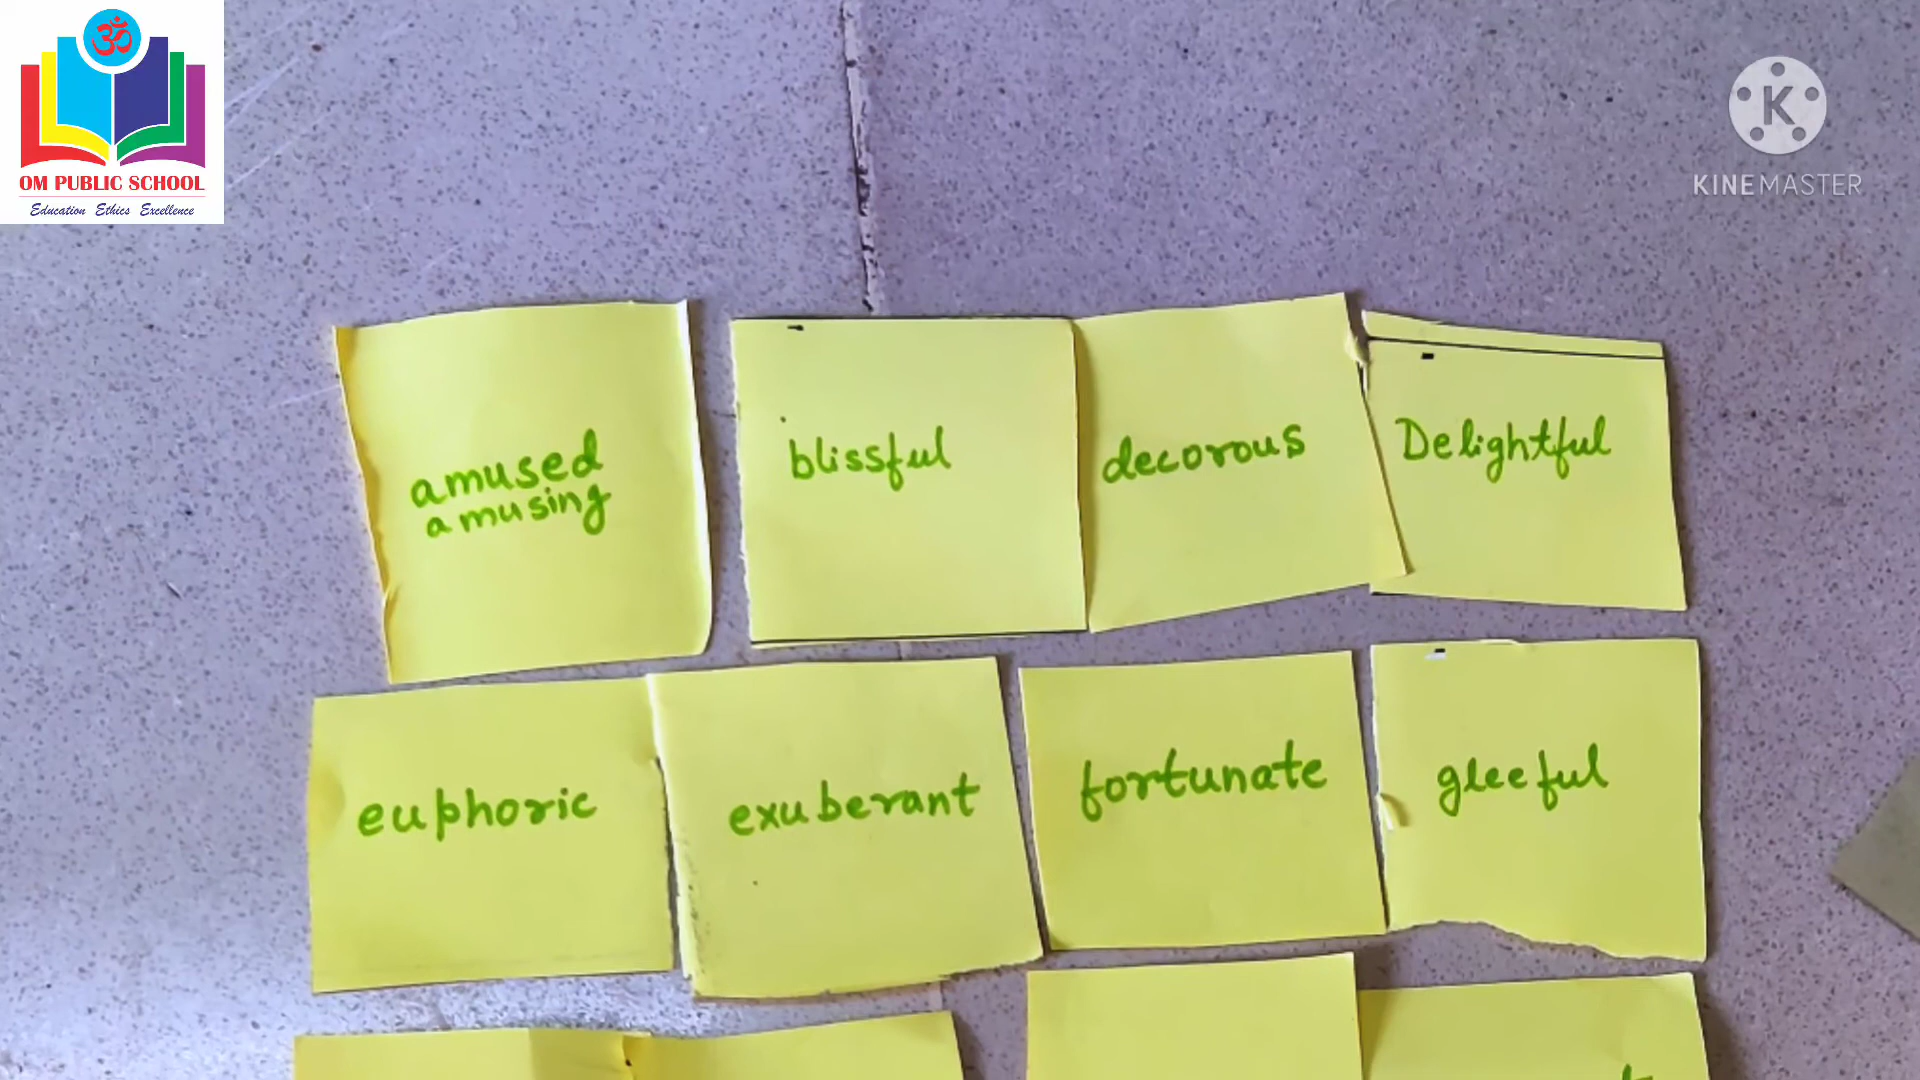 ॐ
OM PUBLIC SCHOOL
Education Ethics Excellence
K
KINEMASTER
amused
amusing
blissful
decorous
Delightful
euphoric
exuberant
fortunate
gleeful